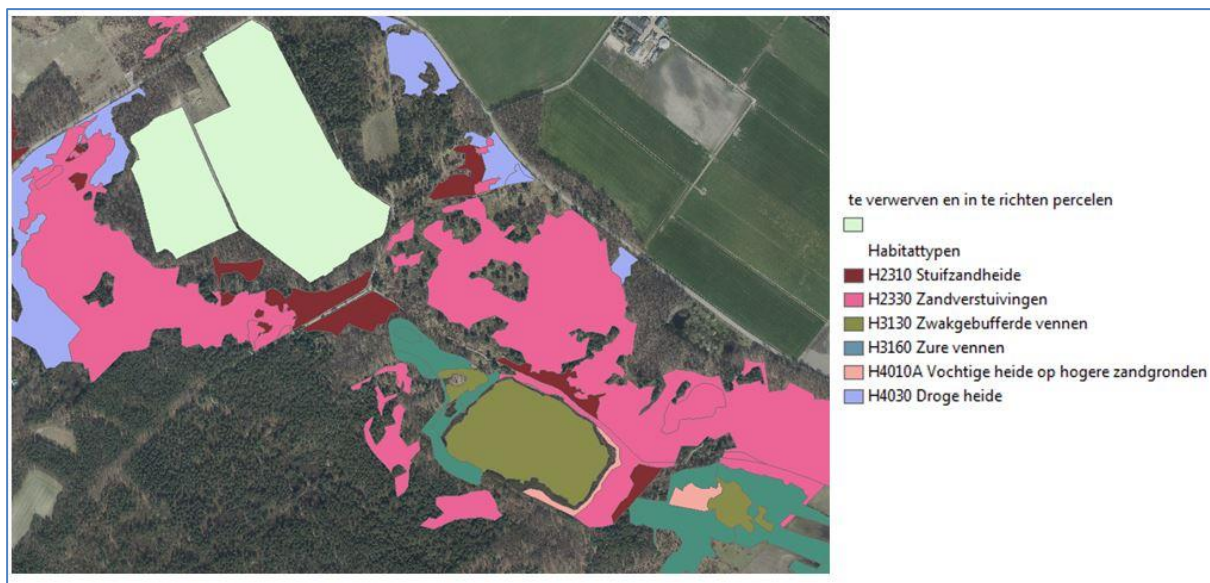 te verwerven en in te richten percelen
Habitattypen
H2310 Stuifzandheide
H2330 Zandverstuivingen
H3130 Zwakgebufferde vennen
H3160 Zure vennen
H4010A Vochtige heide op hogere zandgronden
H4030 Droge heide